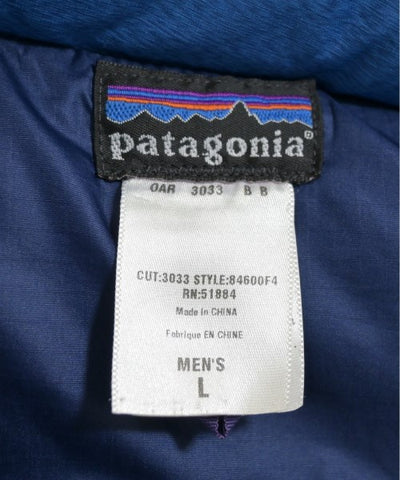 patagonia®
OAR 3033 B B
CUT:3033 STYLE:84600F4
RN:51884
Made in CHINA
Fabrique EN CHINE
MEN'S
L